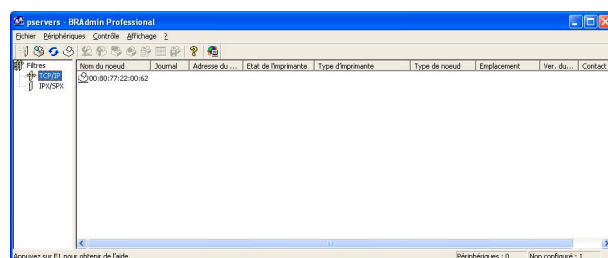 pservers - BRAdmin Professional
Fichier Périphériques Contrôle Affichage ?
Filtres
TCP/IP
IPX/SPX
Nom du noeud Journal Adresse du ... Etat de l'imprimante Type d'imprimante Type de noeud Emplacement Ver. du... Contact
00:80:77:22:00:62
Appuyez sur F1 pour obtenir de l'aide. Périphériques : 0 Non configuré : 1